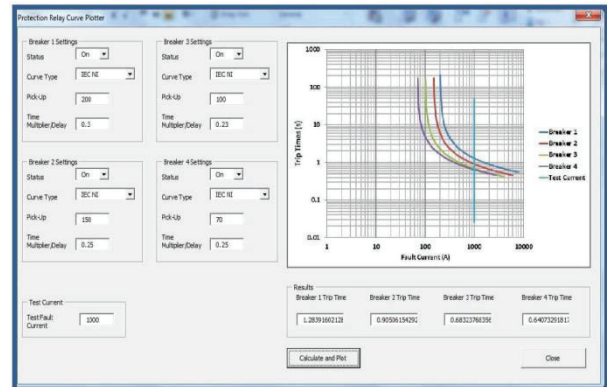 Protection Relay Curve Plotter
Breaker 1 Settings
Status
On
Curve Type
IEC NI
Pick-Up
200
Time
Multiplier/Delay
0.3
Breaker 3 Settings
Status
On
Curve Type
IEC NI
Pick-Up
100
Time
Multiplier/Delay
0.23
Breaker 2 Settings
Status
On
Curve Type
IEC NI
Pick-Up
150
Time
Multiplier/Delay
0.25
Breaker 4 Settings
Status
On
Curve Type
IEC NI
Pick-Up
70
Time
Multiplier/Delay
0.25
Test Current
Test Fault
Current
1000
Trip Times [s]
1000
100
10
1
0.1
0.01
1
10
100
1000
10000
Fault Current (A)
Breaker 1
Breaker 2
Breaker 3
Breaker 4
Test Current
Results
Breaker 1 Trip Time
Breaker 2 Trip Time
Breaker 3 Trip Time
Breaker 4 Trip Time
Calculate and Plot
Close